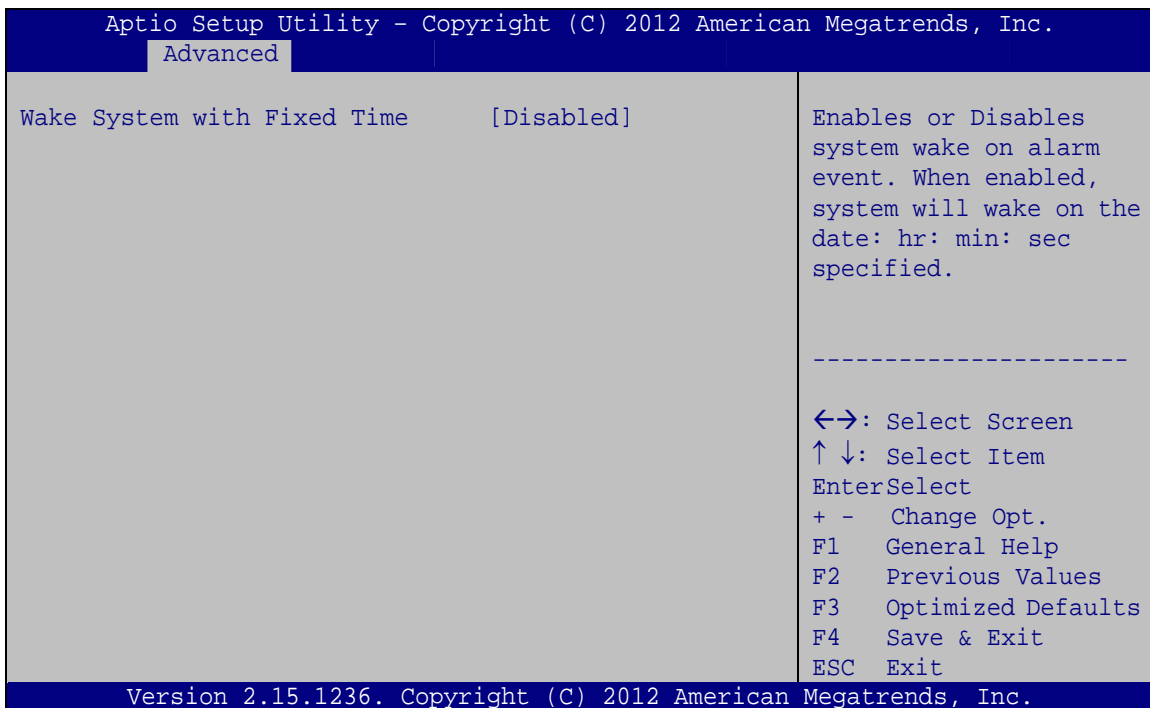 Aptio Setup Utility – Copyright (C) 2012 American Megatrends, Inc.
Advanced
Wake System with Fixed Time [Disabled]
Enables or Disables
system wake on alarm
event. When enabled,
system will wake on the
date: hr: min: sec
specified.
----------------------
←→: Select Screen
↑ ↓: Select Item
EnterSelect
+ - Change Opt.
F1 General Help
F2 Previous Values
F3 Optimized Defaults
F4 Save & Exit
ESC Exit
Version 2.15.1236. Copyright (C) 2012 American Megatrends, Inc.